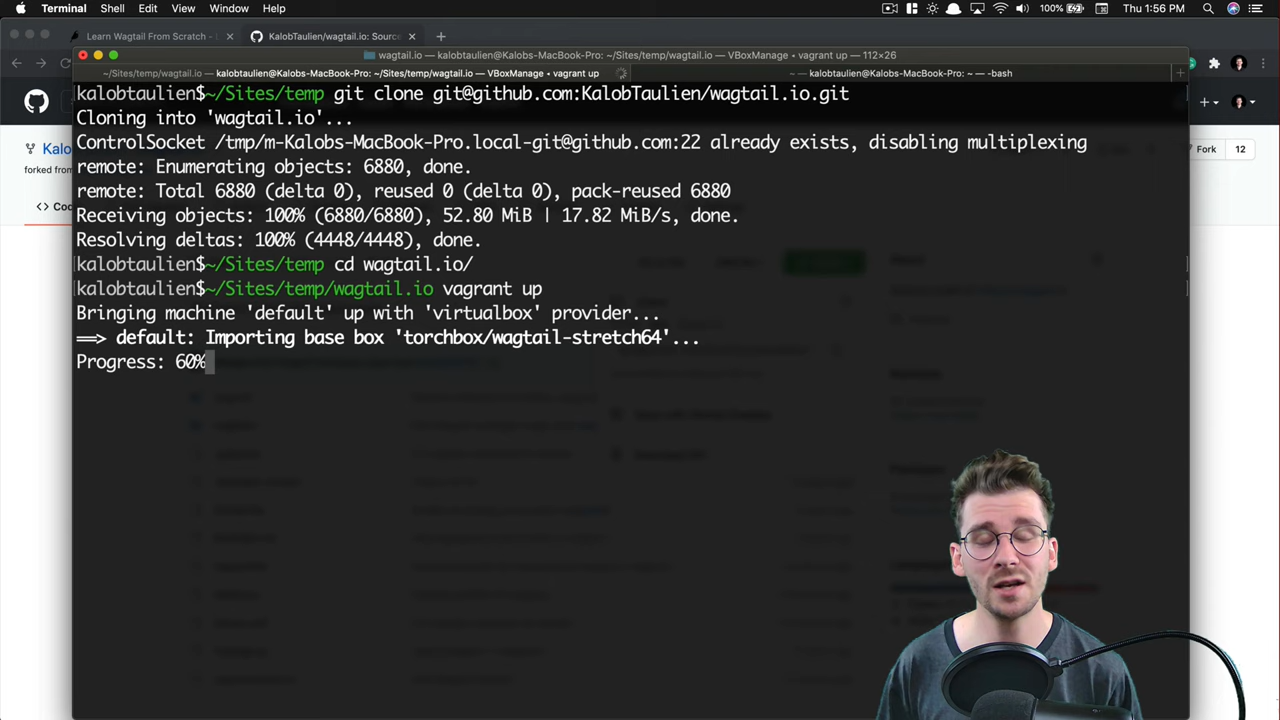 Terminal Shell Edit View Window Help 100% Thu 1:56 PM
Learn Wagtail From Scratch - L
KalobTaulien/wagtail.io: Source
wagtail.io — kalobtaulien@Kalobs-MacBook-Pro: ~/Sites/temp/wagtail.io — VBoxManage • vagrant up — 112×26
~/Sites/temp/wagtail.io — kalobtaulien@Kalobs-MacBook-Pro: ~/Sites/temp/wagtail.io — VBoxManage • vagrant up
~ — kalobtaulien@Kalobs-MacBook-Pro: ~ — -bash
kalobtaulien$~/Sites/temp git clone git@github.com:KalobTaulien/wagtail.io.git
Cloning into 'wagtail.io'...
ControlSocket /tmp/m-Kalobs-MacBook-Pro.local-git@github.com:22 already exists, disabling multiplexing
remote: Enumerating objects: 6880, done.
remote: Total 6880 (delta 0), reused 0 (delta 0), pack-reused 6880
Receiving objects: 100% (6880/6880), 52.80 MiB | 17.82 MiB/s, done.
Resolving deltas: 100% (4448/4448), done.
kalobtaulien$~/Sites/temp cd wagtail.io/
kalobtaulien$~/Sites/temp/wagtail.io vagrant up
Bringing machine 'default' up with 'virtualbox' provider...
==> default: Importing base box 'torchbox/wagtail-stretch64'...
Progress: 60%
Kalo
forked from
<> Co
Fork 12